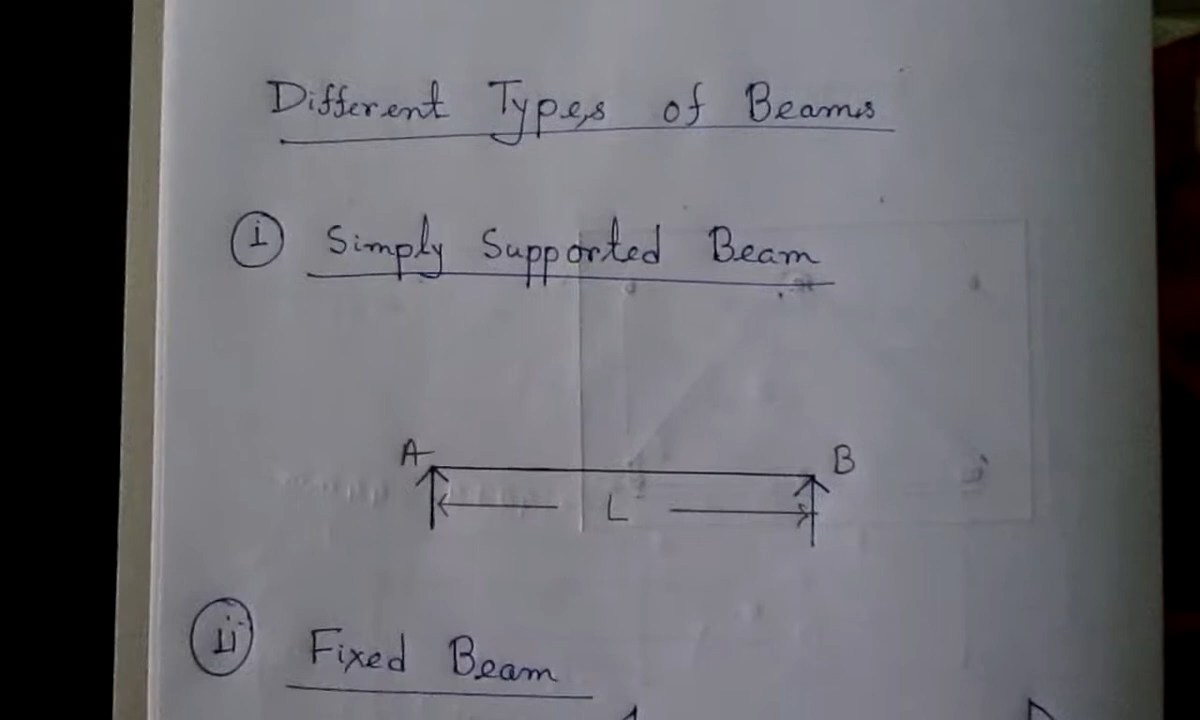 Different Types of Beams
i Simply Supported Beam
A B
L
ii Fixed Beam